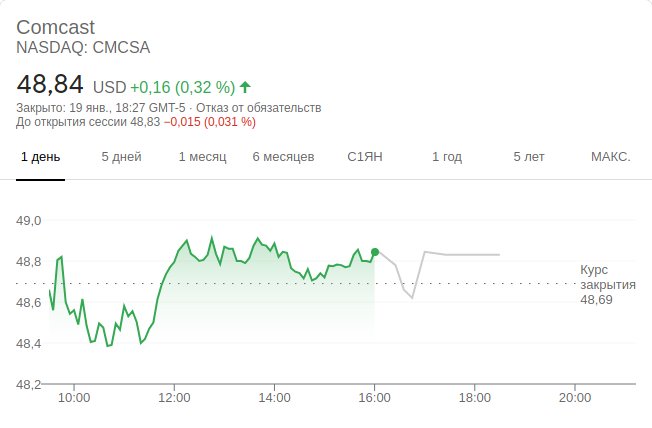 Comcast
NASDAQ: CMCSA
48,84 USD +0,16 (0,32 %)
Закрыто: 19 янв., 18:27 GMT-5 · Отказ от обязательств
До открытия сессии 48,83 −0,015 (0,031 %)
1 день 5 дней 1 месяц 6 месяцев С1ЯН 1 год 5 лет МАКС.
49,0
48,8
Курс
закрытия
48,69
48,6
48,4
48,2
10:00 12:00 14:00 16:00 18:00 20:00